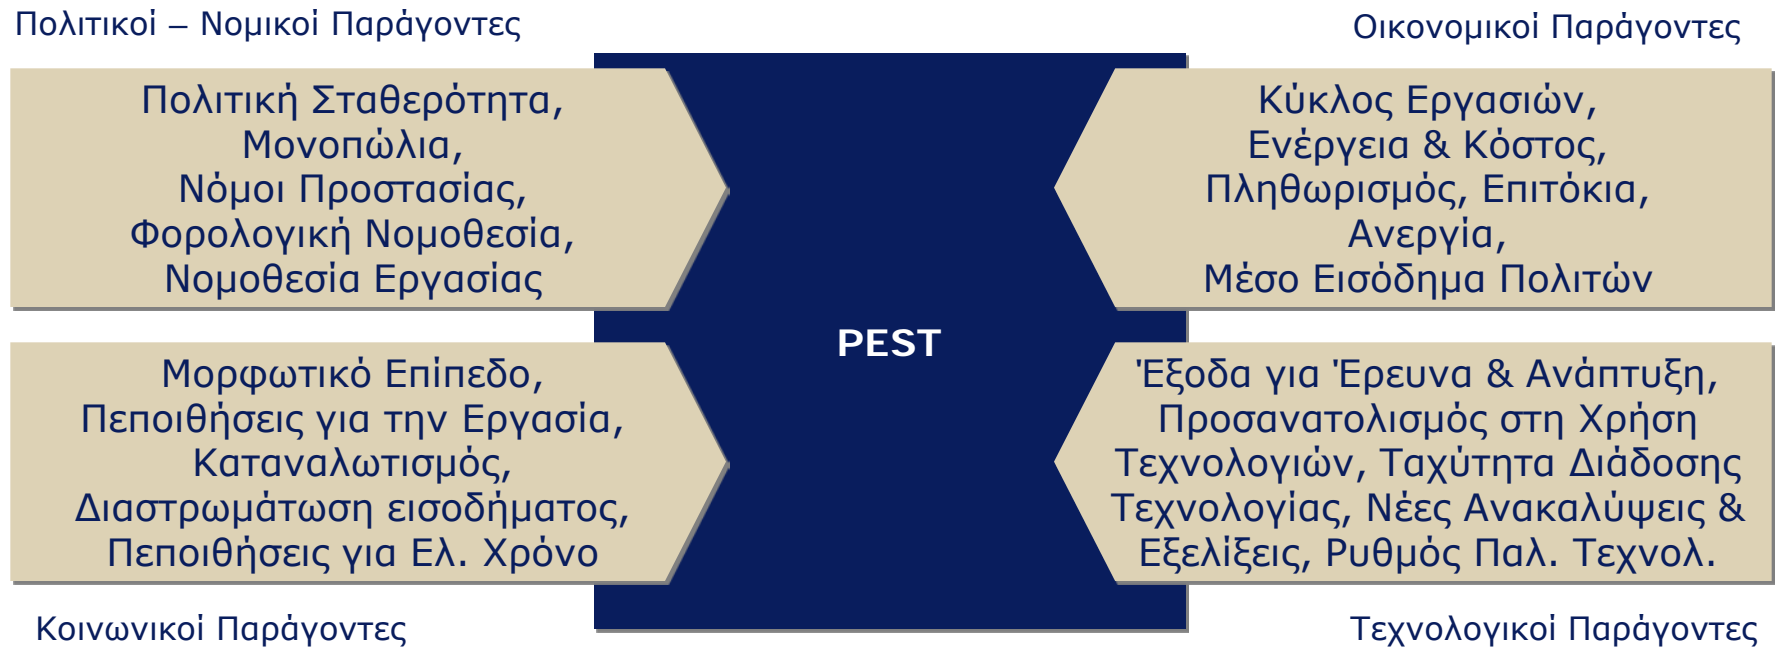 Πολιτικοί – Νομικοί Παράγοντες
Πολιτική Σταθερότητα,
Μονοπώλια,
Νόμοι Προστασίας,
Φορολογική Νομοθεσία,
Νομοθεσία Εργασίας
Οικονομικοί Παράγοντες
Κύκλος Εργασιών,
Ενέργεια & Κόστος,
Πληθωρισμός, Επιτόκια,
Ανεργία,
Μέσο Εισόδημα Πολιτών
PEST
Μορφωτικό Επίπεδο,
Πεποιθήσεις για την Εργασία,
Καταναλωτισμός,
Διαστρωμάτωση εισοδήματος,
Πεποιθήσεις για Ελ. Χρόνο
Κοινωνικοί Παράγοντες
Έξοδα για Έρευνα & Ανάπτυξη,
Προσανατολισμός στη Χρήση
Τεχνολογιών, Ταχύτητα Διάδοσης
Τεχνολογίας, Νέες Ανακαλύψεις &
Εξελίξεις, Ρυθμός Παλ. Τεχνολ.
Τεχνολογικοί Παράγοντες